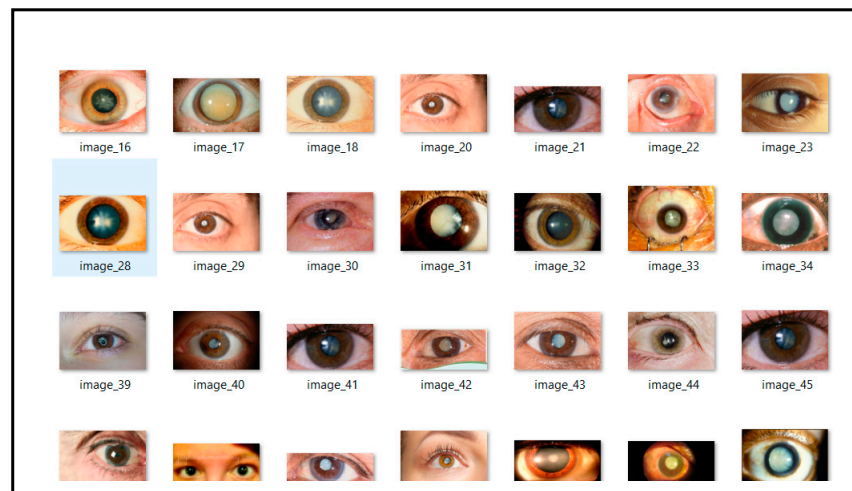 image_16 image_17 image_18 image_20 image_21 image_22 image_23
image_28 image_29 image_30 image_31 image_32 image_33 image_34
image_39 image_40 image_41 image_42 image_43 image_44 image_45